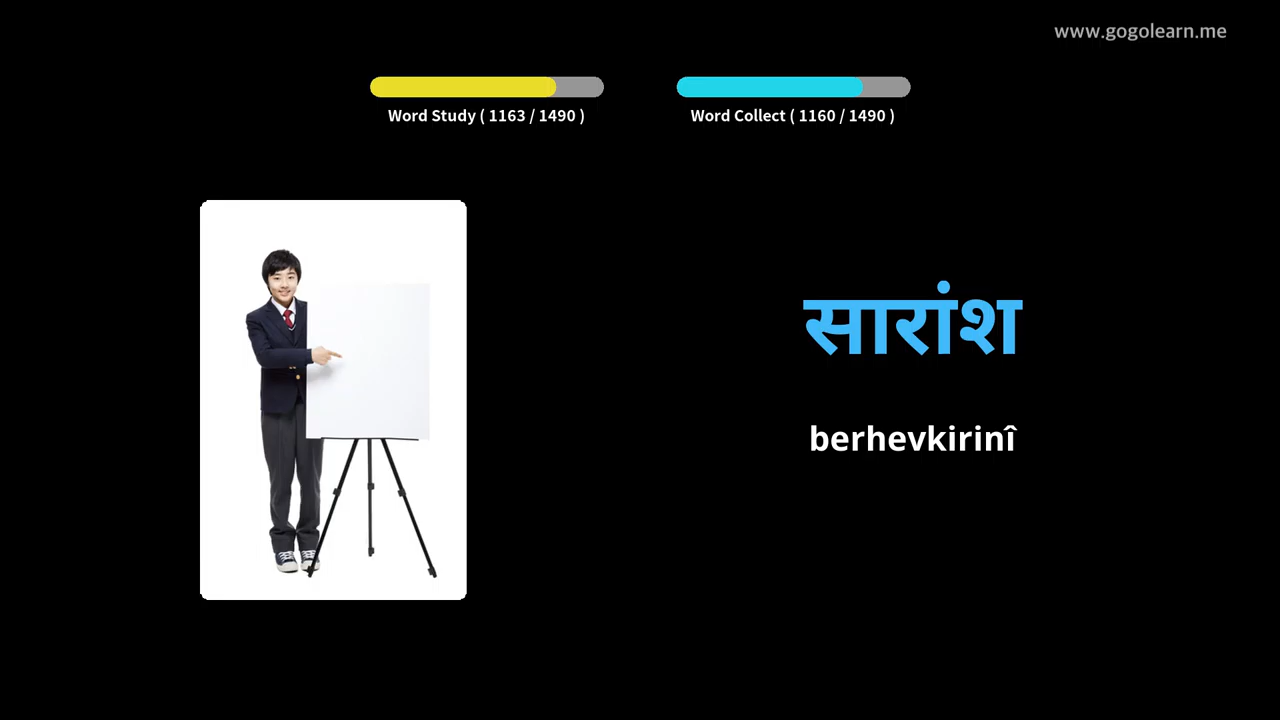 www.gogolearn.me
Word Study ( 1163 / 1490 )
Word Collect ( 1160 / 1490 )
सारांश
berhevkirinî